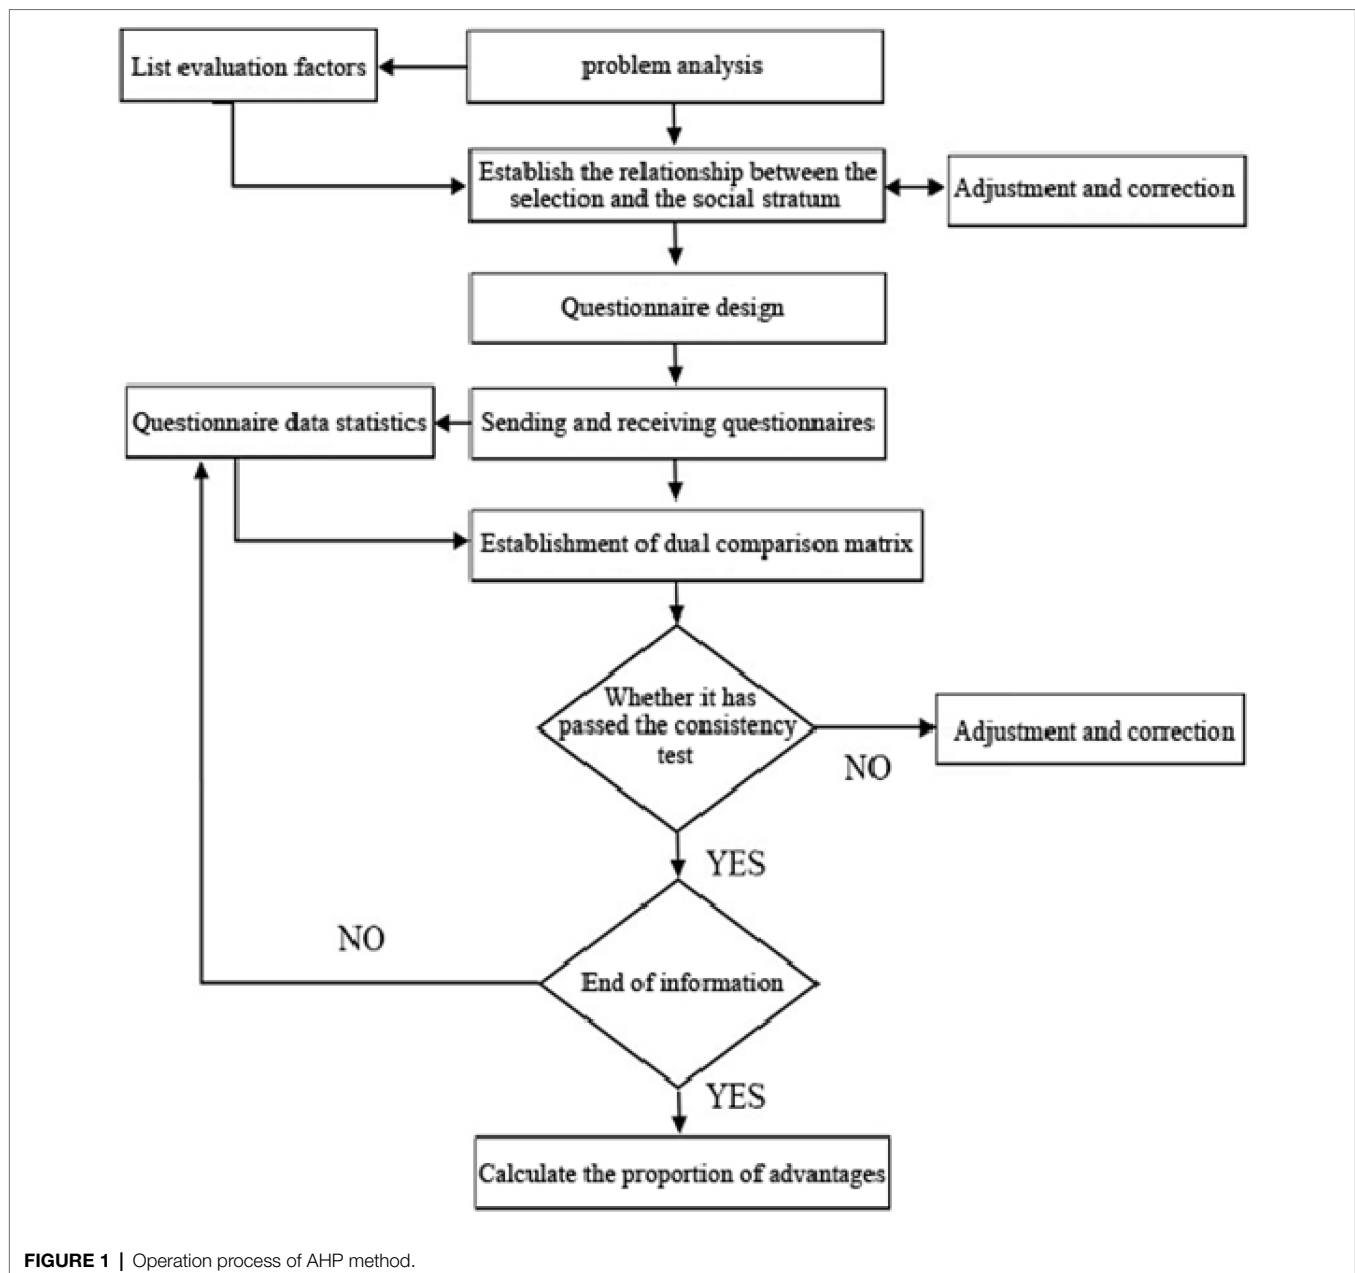 List evaluation factors
problem analysis
Establish the relationship between the
selection and the social stratum
Adjustment and correction
Questionnaire design
Questionnaire data statistics
Sending and receiving questionnaires
Establishment of dual comparison matrix
Whether it has
passed the consistency
test
NO
Adjustment and correction
YES
NO
End of information
YES
Calculate the proportion of advantages
FIGURE 1 | Operation process of AHP method.